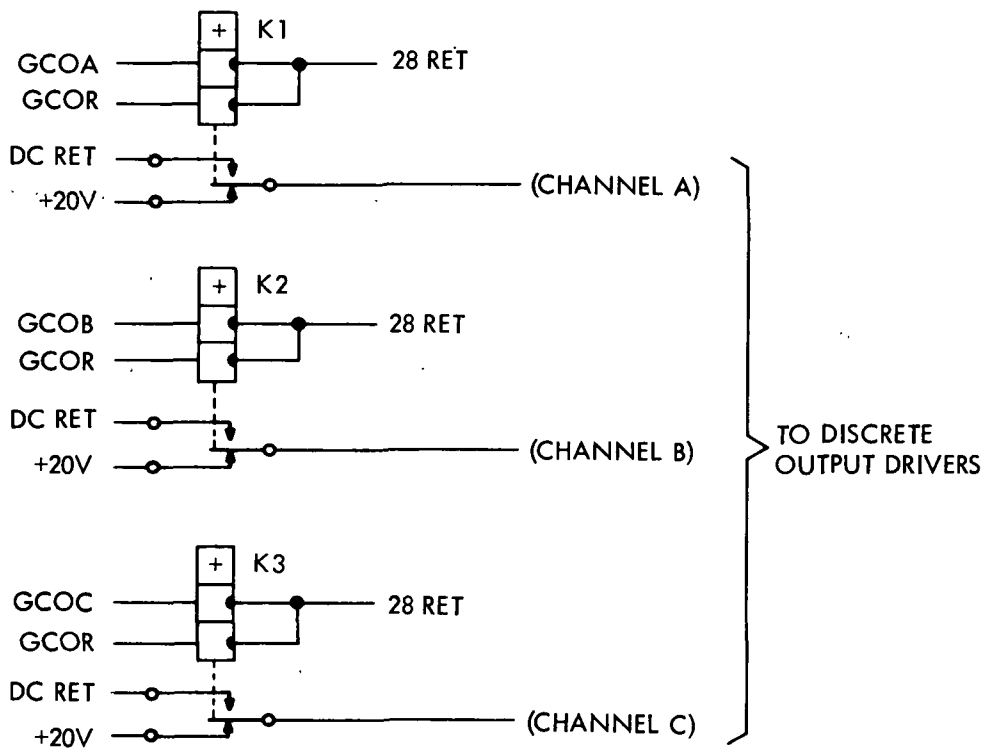 + K1
GCOA
28 RET
GCOR
DC RET
+20V
(CHANNEL A)
+ K2
GCOB
28 RET
GCOR
DC RET
+20V
(CHANNEL B)
+ K3
GCOC
28 RET
GCOR
DC RET
+20V
(CHANNEL C)
TO DISCRETE
OUTPUT DRIVERS